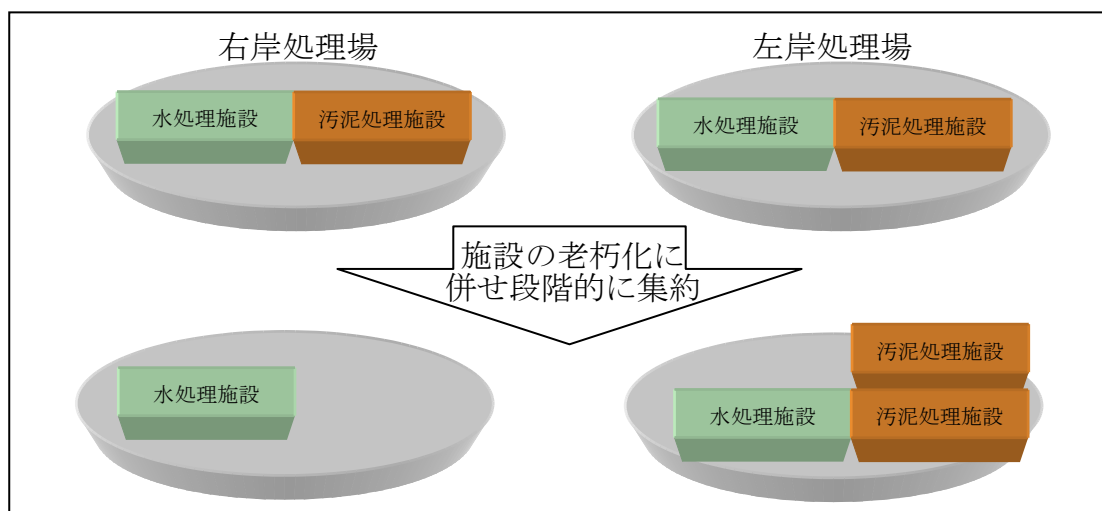 右岸処理場
左岸処理場
水処理施設
汚泥処理施設
水処理施設
汚泥処理施設
施設の老朽化に
併せ段階的に集約
水処理施設
汚泥処理施設
水処理施設
汚泥処理施設